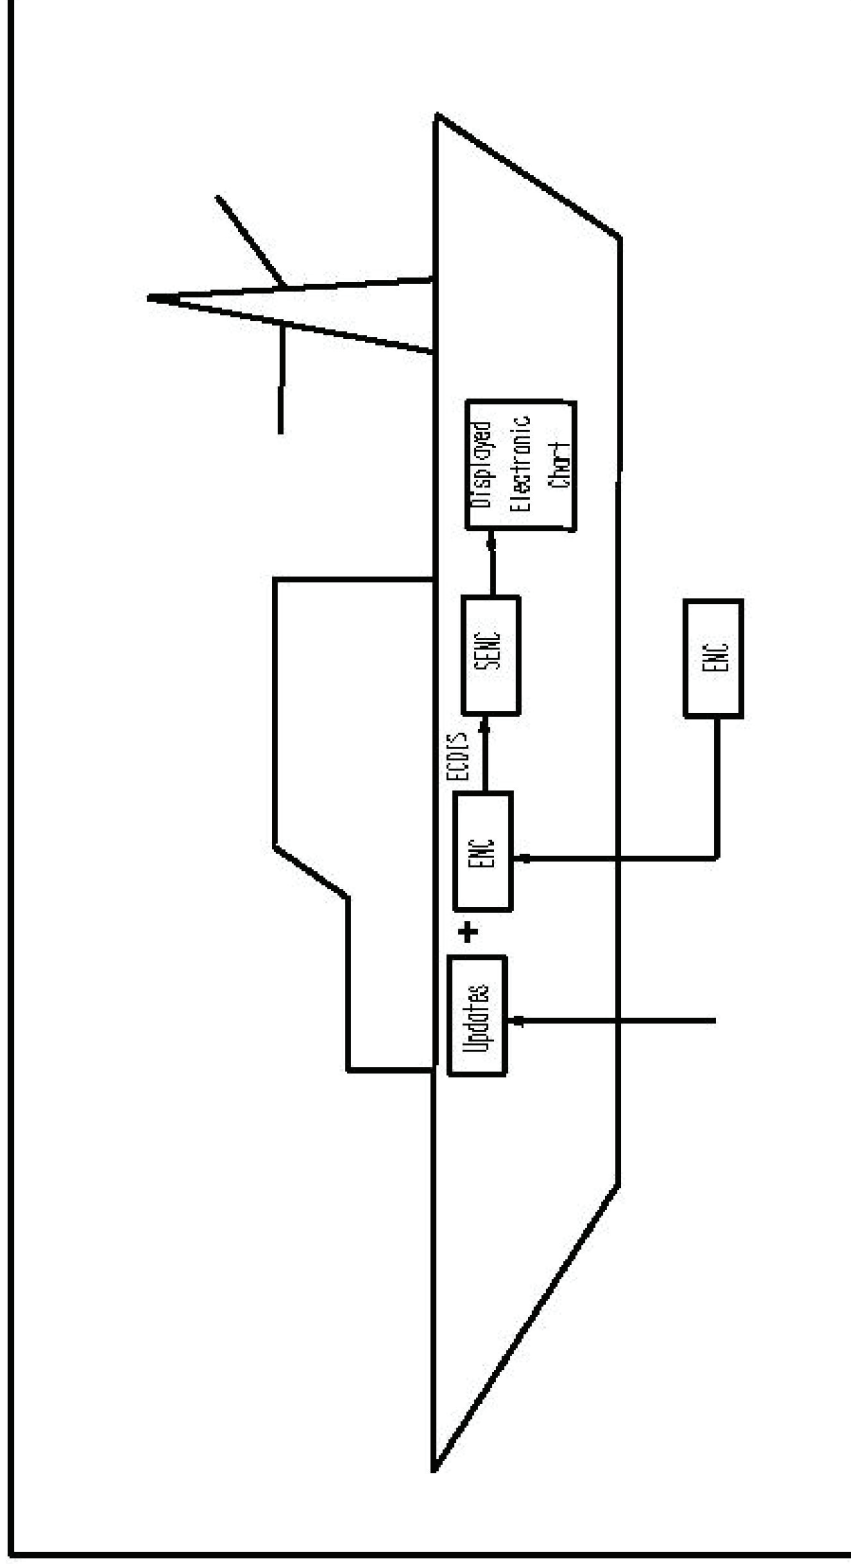 Updates
+
ENC
ECDIS
SENC
Displayed
Electronic
Chart
ENC